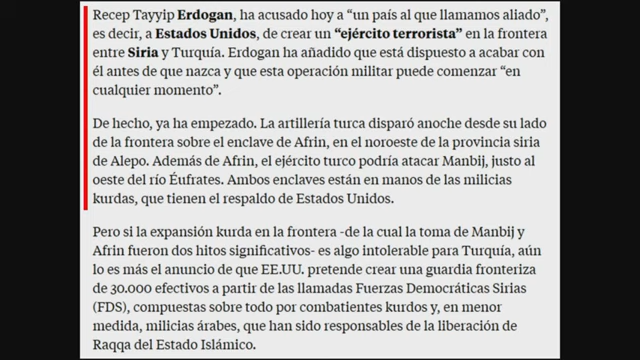 Recep Tayyip Erdogan, ha acusado hoy a “un país al que llamamos aliado”,
es decir, a Estados Unidos, de crear un “ejército terrorista” en la frontera
entre Siria y Turquía. Erdogan ha añadido que está dispuesto a acabar con
él antes de que nazca y que esta operación militar puede comenzar “en
cualquier momento”.
De hecho, ya ha empezado. La artillería turca disparó anoche desde su lado
de la frontera sobre el enclave de Afrin, en el noroeste de la provincia siria
de Alepo. Además de Afrin, el ejército turco podría atacar Manbij, justo al
oeste del río Éufrates. Ambos enclaves están en manos de las milicias
kurdas, que tienen el respaldo de Estados Unidos.
Pero si la expansión kurda en la frontera -de la cual la toma de Manbij y
Afrin fueron dos hitos significativos- es algo intolerable para Turquía, aún
lo es más el anuncio de que EE.UU. pretende crear una guardia fronteriza
de 30.000 efectivos a partir de las llamadas Fuerzas Democráticas Sirias
(FDS), compuestas sobre todo por combatientes kurdos y, en menor
medida, milicias árabes, que han sido responsables de la liberación de
Raqqa del Estado Islámico.